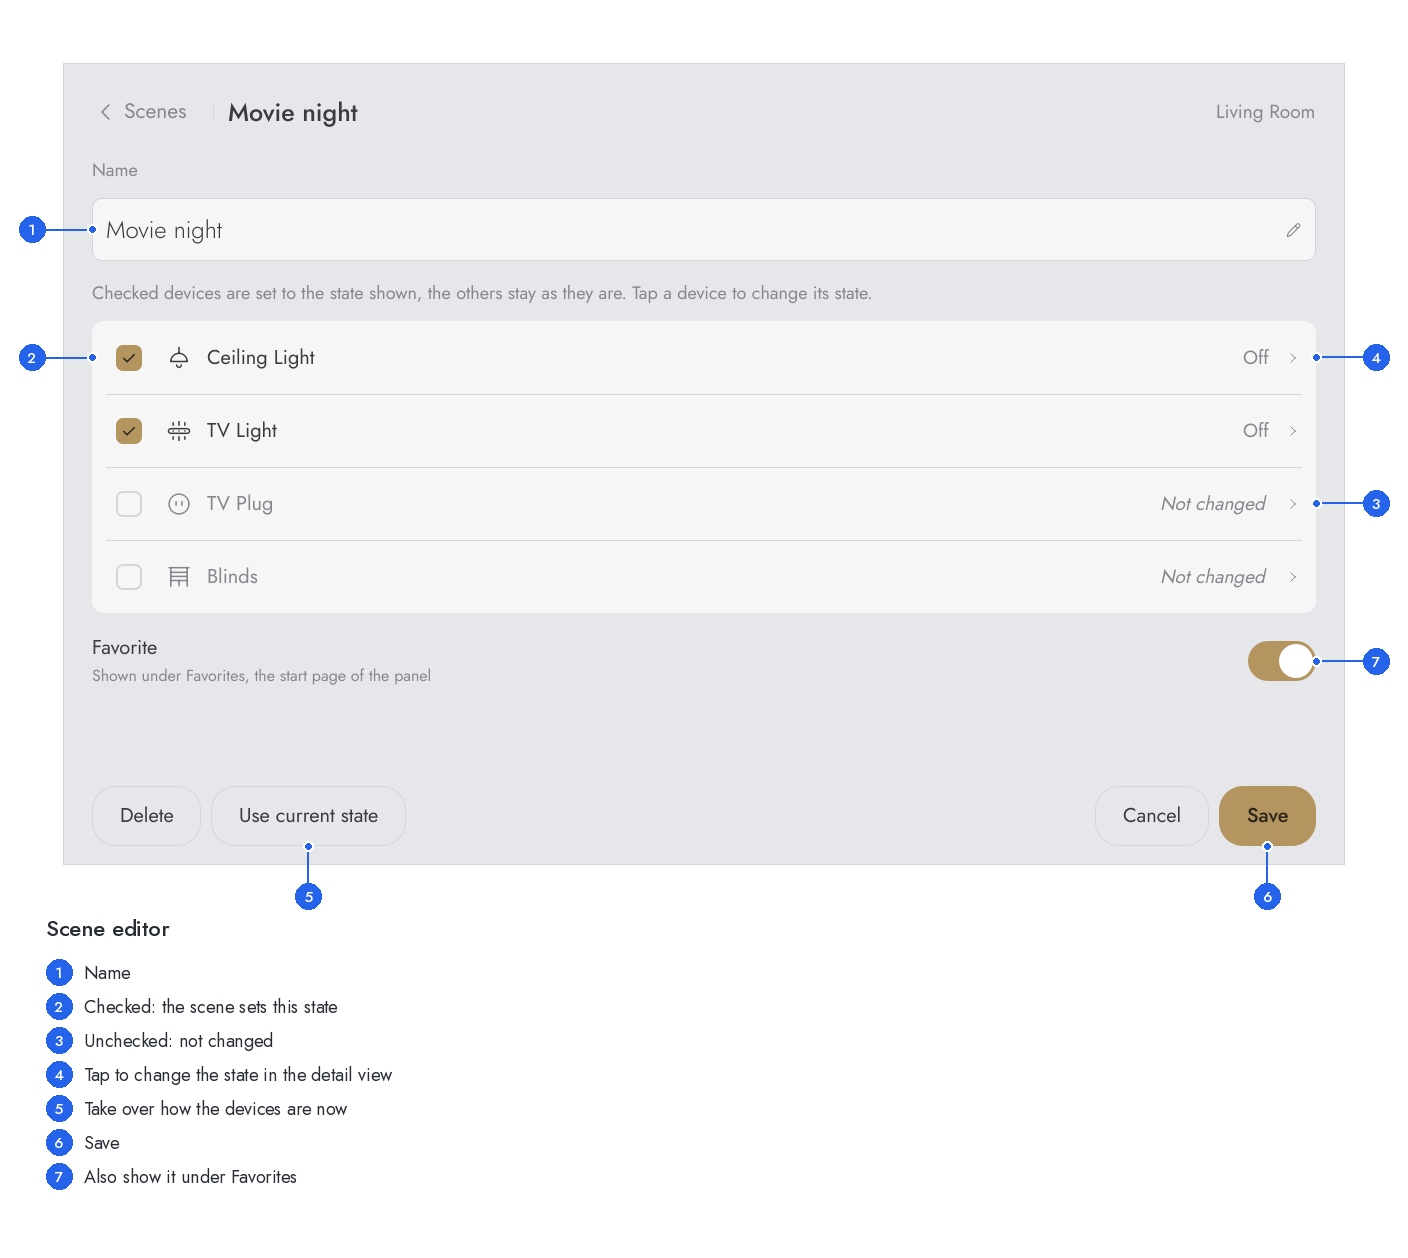 Scenes
Movie night
Living Room
Name
1
Movie night
Checked devices are set to the state shown, the others stay as they are. Tap a device to change its state.
2
Ceiling Light
Off
4
TV Light
Off
TV Plug
Not changed
3
Blinds
Not changed
Favorite
Shown under Favorites, the start page of the panel
7
Delete
Use current state
Cancel
Save
5
6
Scene editor
1 Name
2 Checked: the scene sets this state
3 Unchecked: not changed
4 Tap to change the state in the detail view
5 Take over how the devices are now
6 Save
7 Also show it under Favorites